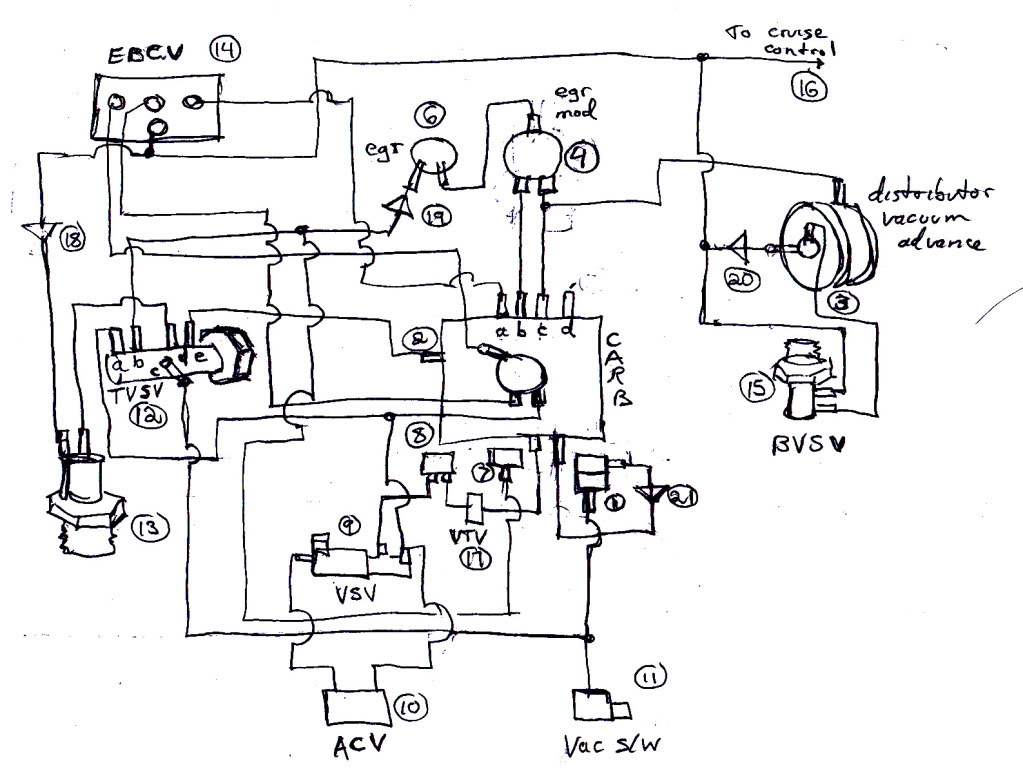 To cruise
control
16
EBCV 14
egr
mod
6
egr
4
19
18
distributor
vacuum
advance
20
3
a b c d
2
CARB
a b c d e
TVSV
12
15
BVSV
8
7
1
21
13
9
VTV
17
VSV
11
10
ACV
Vac s/w